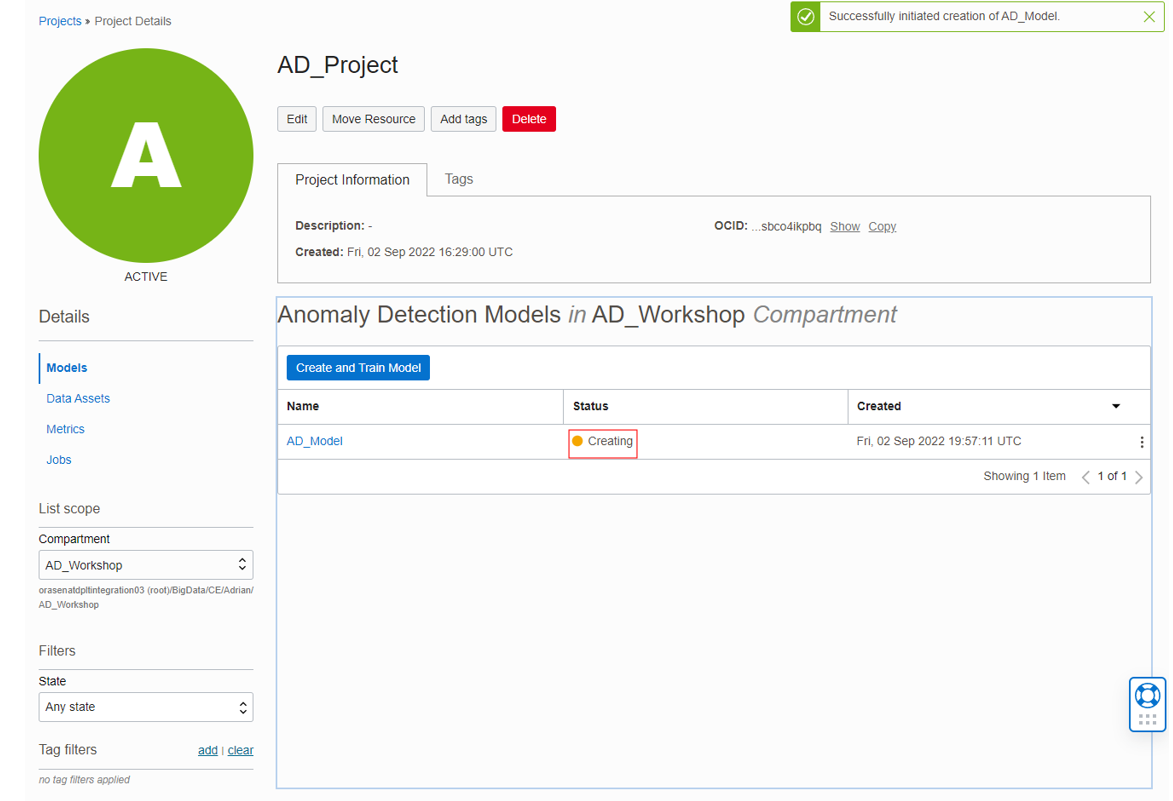 Projects » Project Details
Successfully initiated creation of AD_Model.
A
ACTIVE
AD_Project
Edit
Move Resource
Add tags
Delete
Project Information
Tags
Description: -
OCID: ...sbco4ikpbq Show Copy
Created: Fri, 02 Sep 2022 16:29:00 UTC
Details
Models
Data Assets
Metrics
Jobs
List scope
Compartment
AD_Workshop
orasenatdpltintegration03 (root)/BigData/CE/Adrian/
AD_Workshop
Filters
State
Any state
Tag filters
add | clear
no tag filters applied
Anomaly Detection Models in AD_Workshop Compartment
Create and Train Model
Name
Status
Created
AD_Model
Creating
Fri, 02 Sep 2022 19:57:11 UTC
Showing 1 Item
1 of 1